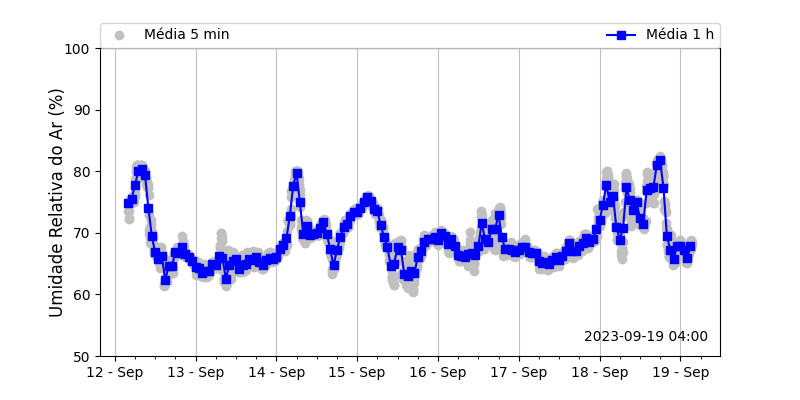 Média 5 min
Média 1 h
Umidade Relativa do Ar (%)
100
90
80
70
60
50
2023-09-19 04:00
12 - Sep
13 - Sep
14 - Sep
15 - Sep
16 - Sep
17 - Sep
18 - Sep
19 - Sep